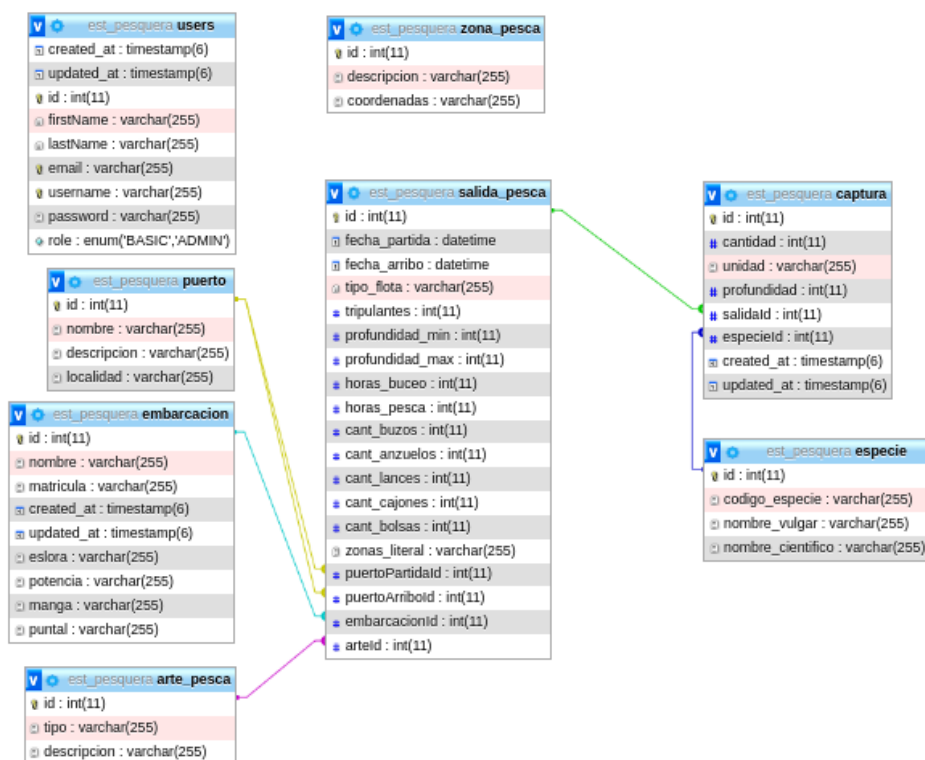 est_pesquera users
created_at : timestamp(6)
updated_at : timestamp(6)
id : int(11)
firstName : varchar(255)
lastName : varchar(255)
email : varchar(255)
username : varchar(255)
password : varchar(255)
role : enum('BASIC','ADMIN')
est_pesquera puerto
id : int(11)
nombre : varchar(255)
descripcion : varchar(255)
localidad : varchar(255)
est_pesquera embarcacion
id : int(11)
nombre : varchar(255)
matricula : varchar(255)
created_at : timestamp(6)
updated_at : timestamp(6)
eslora : varchar(255)
potencia : varchar(255)
manga : varchar(255)
puntal : varchar(255)
est_pesquera arte_pesca
id : int(11)
tipo : varchar(255)
descripcion : varchar(255)
est_pesquera zona_pesca
id : int(11)
descripcion : varchar(255)
coordenadas : varchar(255)
est_pesquera salida_pesca
id : int(11)
fecha_partida : datetime
fecha_arribo : datetime
tipo_flota : varchar(255)
tripulantes : int(11)
profundidad_min : int(11)
profundidad_max : int(11)
horas_buceo : int(11)
horas_pesca : int(11)
cant_buzos : int(11)
cant_anzuelos : int(11)
cant_lances : int(11)
cant_cajones : int(11)
cant_bolsas : int(11)
zonas_literal : varchar(255)
puertoPartidaId : int(11)
puertoArriboId : int(11)
embarcacionId : int(11)
arteId : int(11)
est_pesquera captura
id : int(11)
cantidad : int(11)
unidad : varchar(255)
profundidad : int(11)
salidaId : int(11)
especieId : int(11)
created_at : timestamp(6)
updated_at : timestamp(6)
est_pesquera especie
id : int(11)
codigo_especie : varchar(255)
nombre_vulgar : varchar(255)
nombre_cientifico : varchar(255)